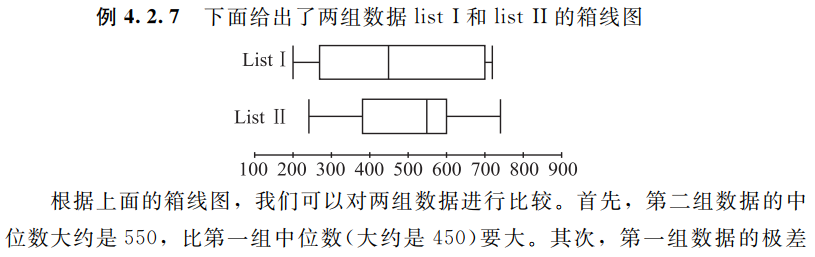 例 4.2.7 下面给出了两组数据 list Ⅰ 和 list Ⅱ 的箱线图
List Ⅰ
List Ⅱ
100 200 300 400 500 600 700 800 900
根据上面的箱线图，我们可以对两组数据进行比较。首先，第二组数据的中
位数大约是 550，比第一组中位数(大约是 450)要大。其次，第一组数据的极差